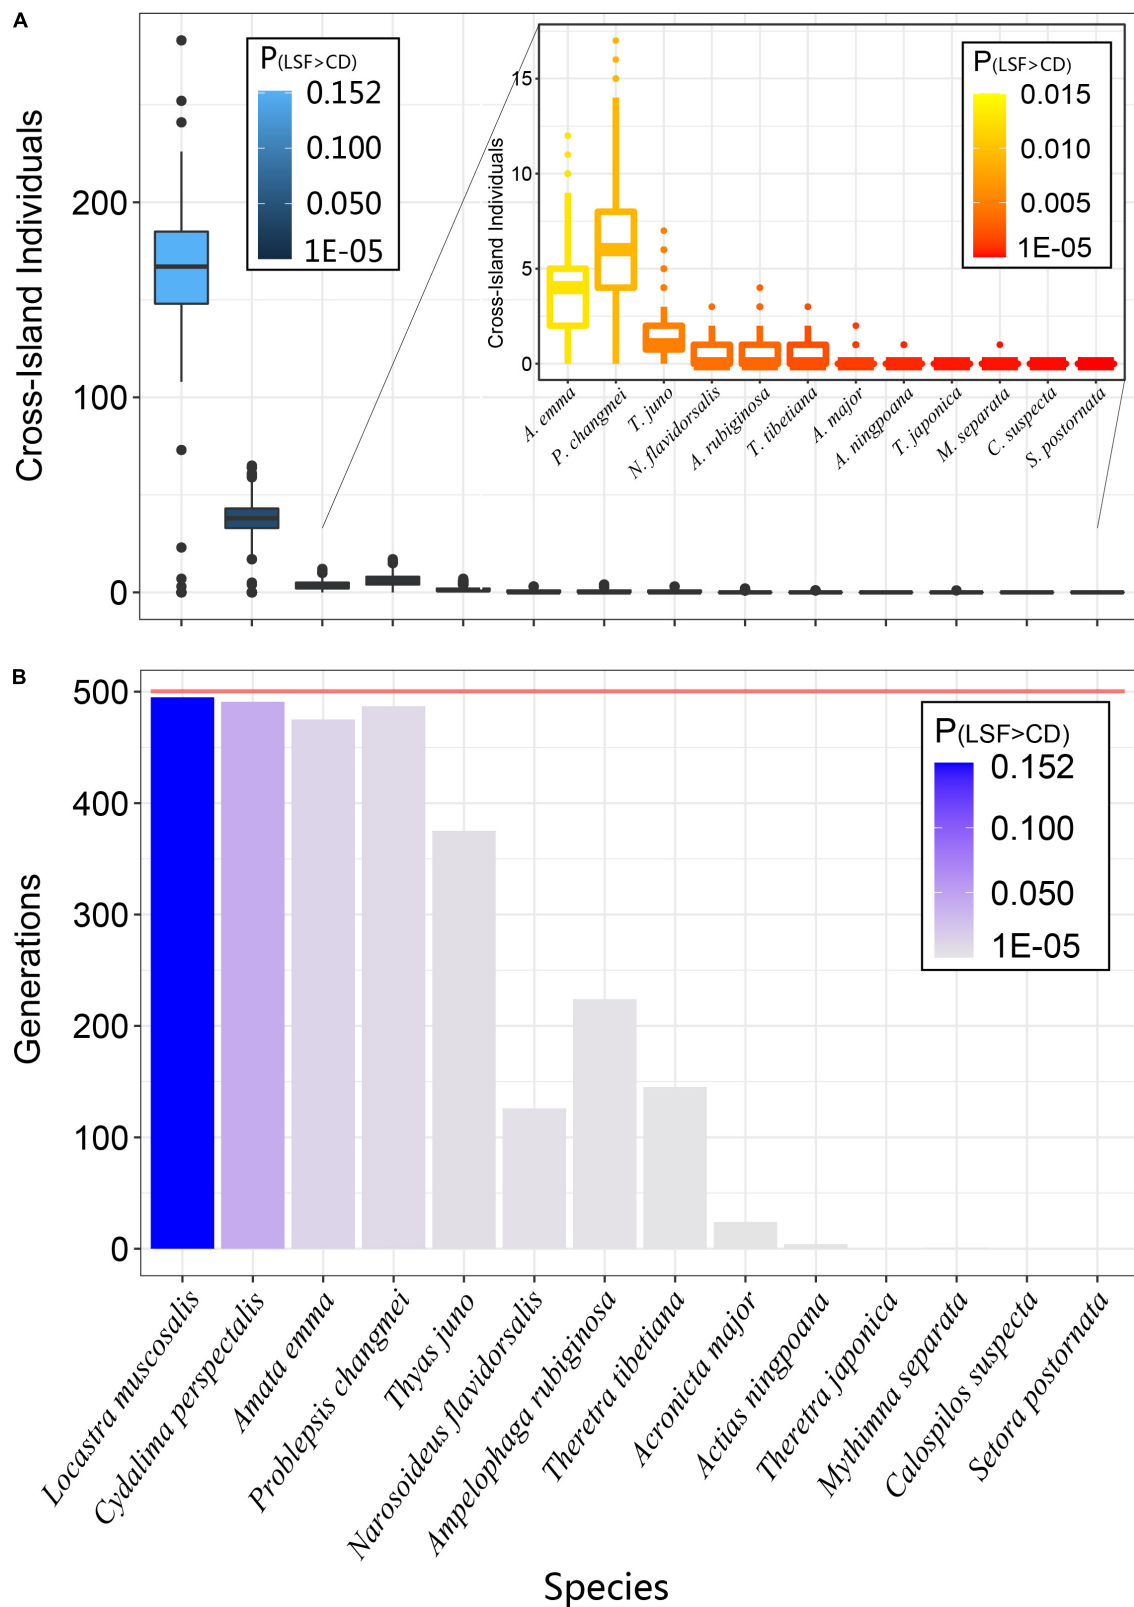 A
Cross-Island Individuals
200
100
0
P(LSF>CD)
0.152
0.100
0.050
1E-05
Cross-Island Individuals
15
10
5
0
P(LSF>CD)
0.015
0.010
0.005
1E-05
A. emma
P. changmei
T. juno
N. flavidorsalis
A. rubiginosa
T. tibetiana
A. major
A. ningpoana
T. japonica
M. separata
C. suspecta
S. postornata
B
Generations
500
400
300
200
100
0
P(LSF>CD)
0.152
0.100
0.050
1E-05
Locastra muscosalis
Cydalima perspectalis
Amata emma
Problepsis changmei
Thyas juno
Narosoideus flavidorsalis
Ampelophaga rubiginosa
Theretra tibetiana
Acronicta major
Actias ningpoana
Theretra japonica
Mythimna separata
Calospilos suspecta
Setora postornata
Species